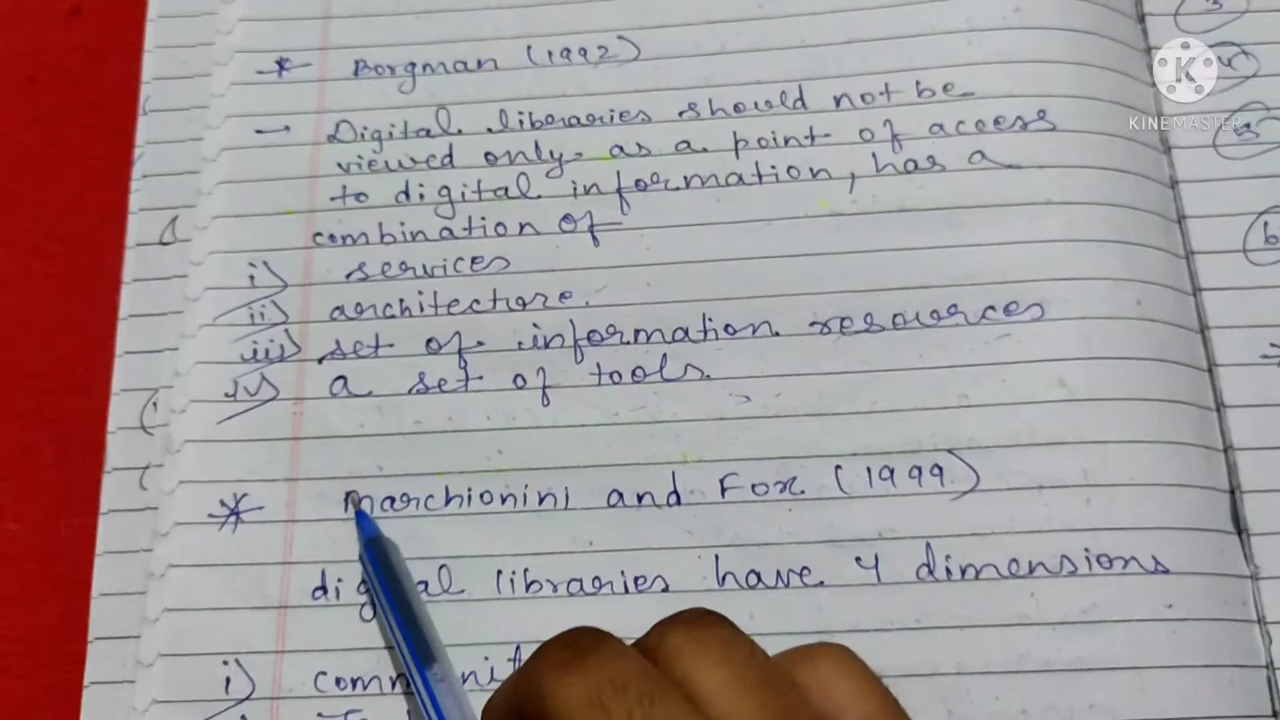 * Borgman (1992)
→ Digital libraries should not be
viewed only as a point of access
to digital information, has a
combination of
i) services
ii) architecture.
iii) set of information resources
iv) a set of tools.
* Marchionini and Fox (1999)
digital libraries have 4 dimensions
i)
K
KINEMASTER